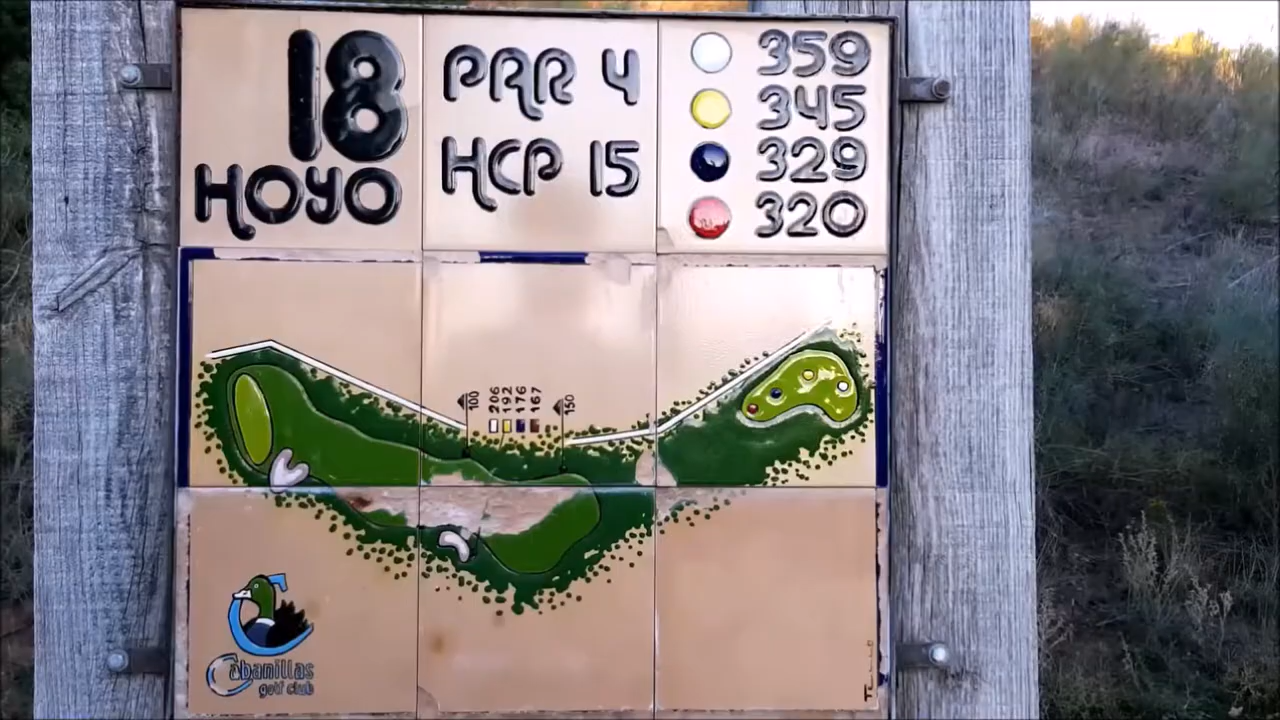 18
HOYO
PAR 4
HCP 15
359
345
329
320
100
206
192
176
167
150
Cabanillas
golf club